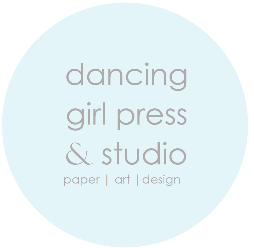 dancing
girl press
& studio
paper | art | design